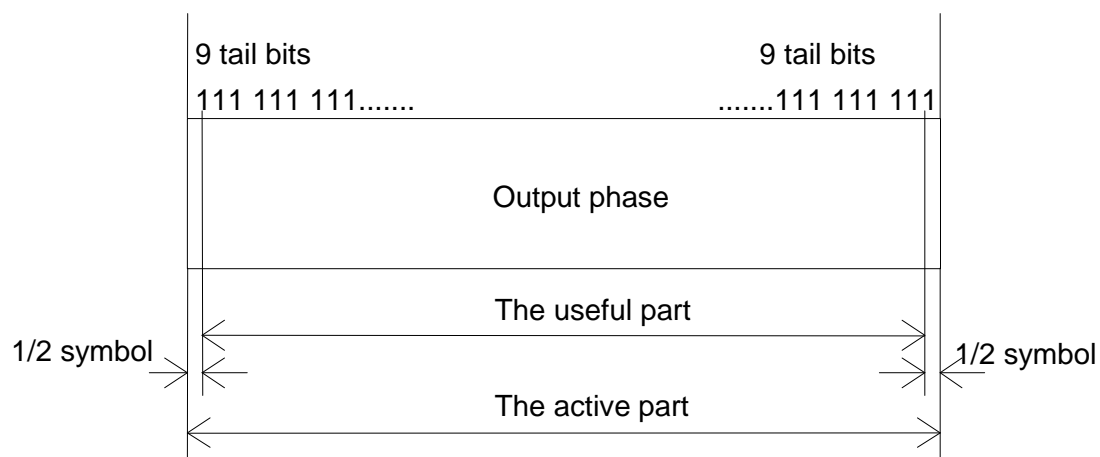 9 tail bits 9 tail bits
111 111 111....... .......111 111 111
Output phase
The useful part
1/2 symbol 1/2 symbol
The active part